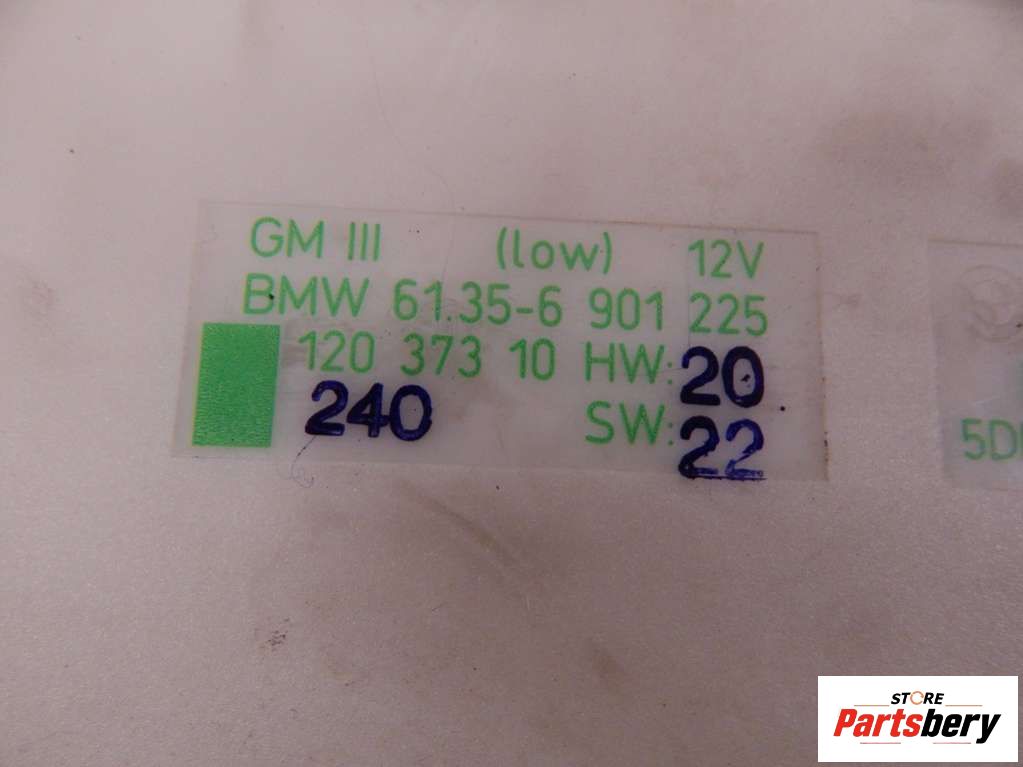 GM III (low) 12V
BMW 61.35-6 901 225
120 373 10 HW: 20
240 SW: 22
STORE
Partsbery